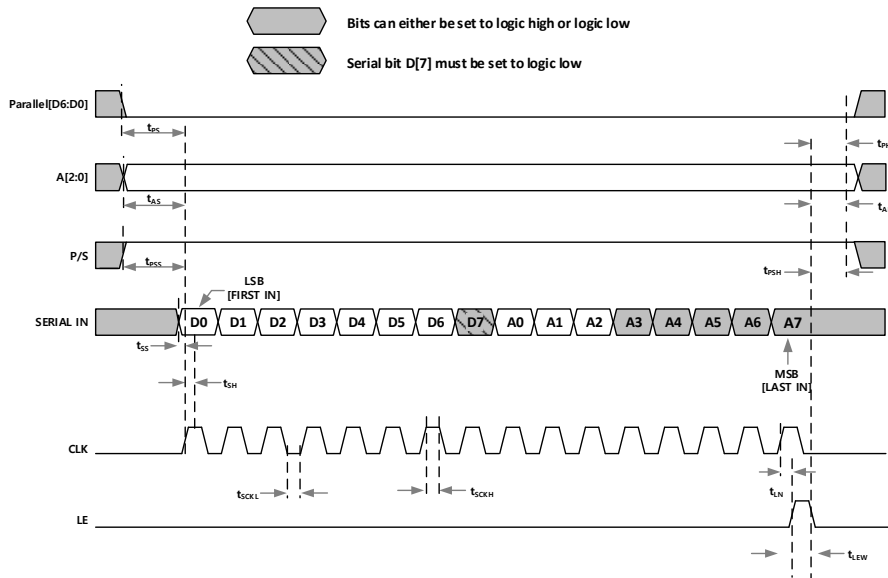 Bits can either be set to logic high or logic low
Serial bit D[7] must be set to logic low
Parallel[D6:D0]
tPS
tPH
A[2:0]
tAS
P/S
tPSS
tPSH
LSB
[FIRST IN]
SERIAL IN
D0 D1 D2 D3 D4 D5 D6 D7 A0 A1 A2 A3 A4 A5 A6 A7
tSS
tSH
MSB
[LAST IN]
CLK
tSCKL
tSCKH
tLN
LE
tLEW